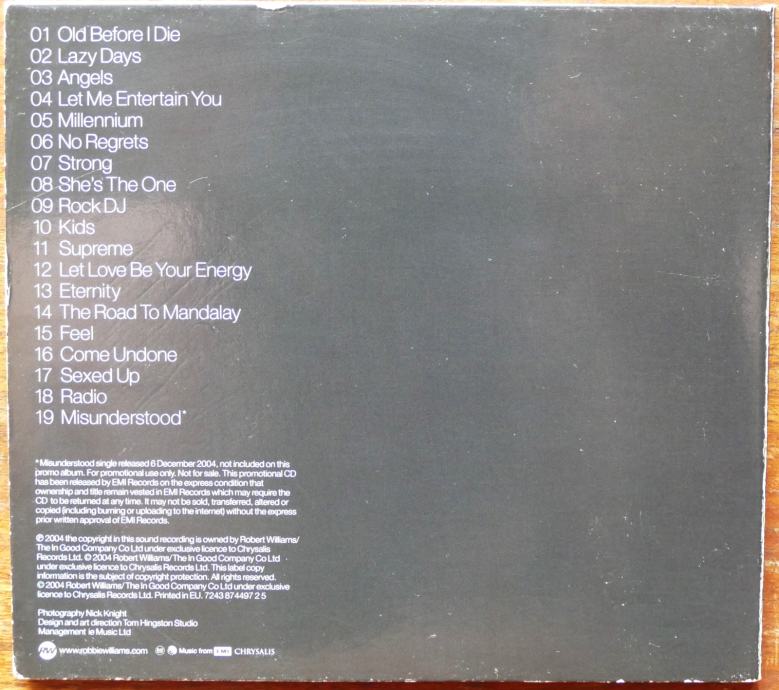 01 Old Before I Die
02 Lazy Days
03 Angels
04 Let Me Entertain You
05 Millennium
06 No Regrets
07 Strong
08 She's The One
09 Rock DJ
10 Kids
11 Supreme
12 Let Love Be Your Energy
13 Eternity
14 The Road To Mandalay
15 Feel
16 Come Undone
17 Sexed Up
18 Radio
19 Misunderstood*
*Misunderstood single released 6 December 2004, not included on this
promo album. For promotional use only. Not for sale. This promotional CD
has been released by EMI Records on the express condition that
ownership and title remain vested in EMI Records which may require the
CD to be returned at any time. It may not be sold, transferred, altered or
copied (including burning or uploading to the internet) without the express
prior written approval of EMI Records.
℗ 2004 the copyright in this sound recording is owned by Robert Williams/
The In Good Company Co Ltd under exclusive licence to Chrysalis
Records Ltd. © 2004 Robert Williams/The In Good Company Co Ltd
under exclusive licence to Chrysalis Records Ltd. This label copy
information is the subject of copyright protection. All rights reserved.
© 2004 Robert Williams/The In Good Company Co Ltd under exclusive
licence to Chrysalis Records Ltd. Printed in EU. 7243 874497 2 5
Photography Nick Knight
Design and art direction Tom Hingston Studio
Management ie Music Ltd
RW www.robbiewilliams.com Music from EMI CHRYSALIS